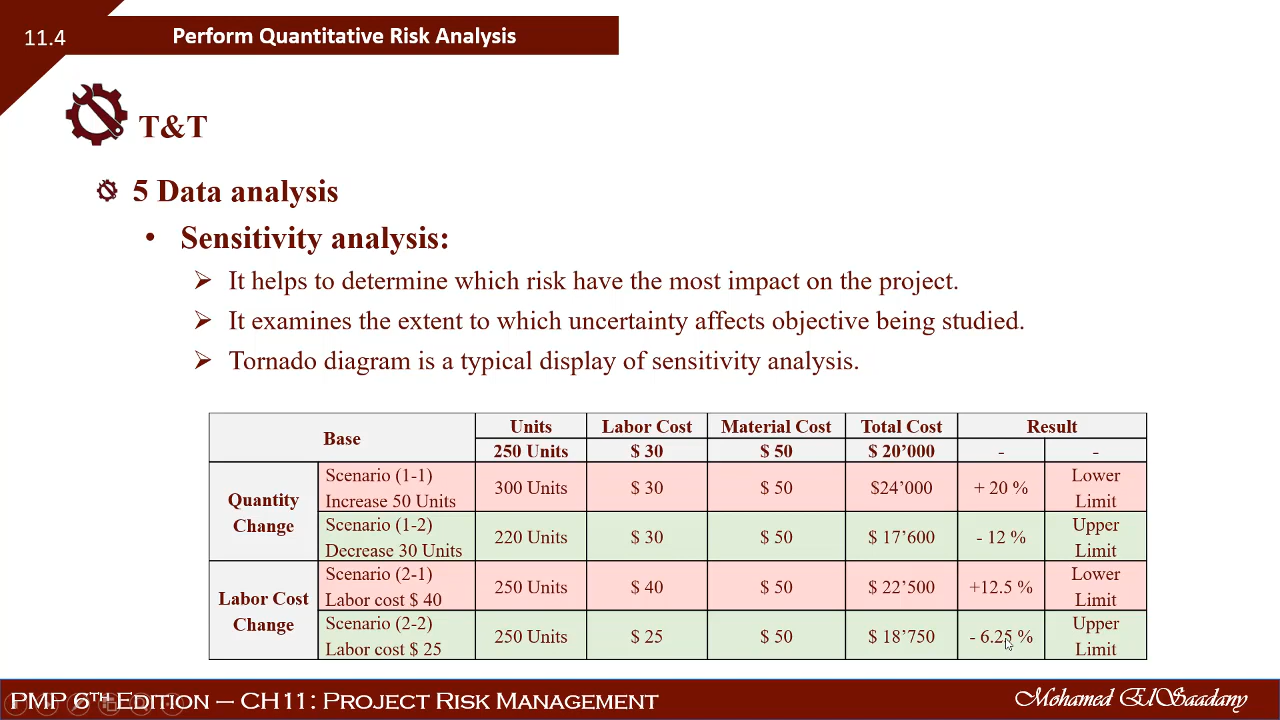 11.4
Perform Quantitative Risk Analysis
T&T
5 Data analysis
• Sensitivity analysis:
➢ It helps to determine which risk have the most impact on the project.
➢ It examines the extent to which uncertainty affects objective being studied.
➢ Tornado diagram is a typical display of sensitivity analysis.
Base
Units
Labor Cost
Material Cost
Total Cost
Result
250 Units
$ 30
$ 50
$ 20’000
-
-
Quantity
Change
Scenario (1-1)
Increase 50 Units
300 Units
$ 30
$ 50
$24’000
+ 20 %
Lower
Limit
Scenario (1-2)
Decrease 30 Units
220 Units
$ 30
$ 50
$ 17’600
- 12 %
Upper
Limit
Labor Cost
Change
Scenario (2-1)
Labor cost $ 40
250 Units
$ 40
$ 50
$ 22’500
+12.5 %
Lower
Limit
Scenario (2-2)
Labor cost $ 25
250 Units
$ 25
$ 50
$ 18’750
- 6.25 %
Upper
Limit
PMP 6TH EDITION – CH11: PROJECT RISK MANAGEMENT
Mohamed ElSaadany